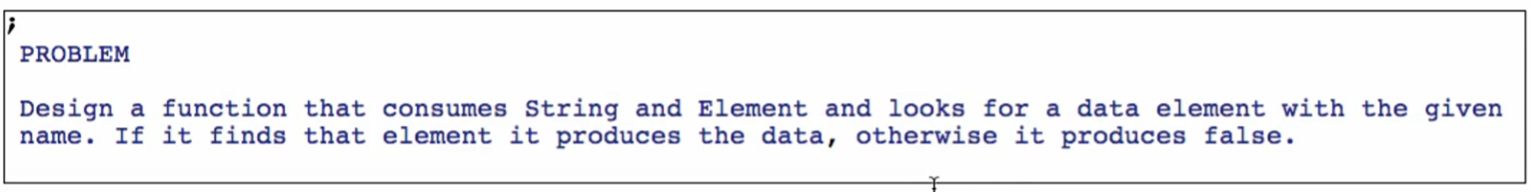 ;
PROBLEM
Design a function that consumes String and Element and looks for a data element with the given
name. If it finds that element it produces the data, otherwise it produces false.